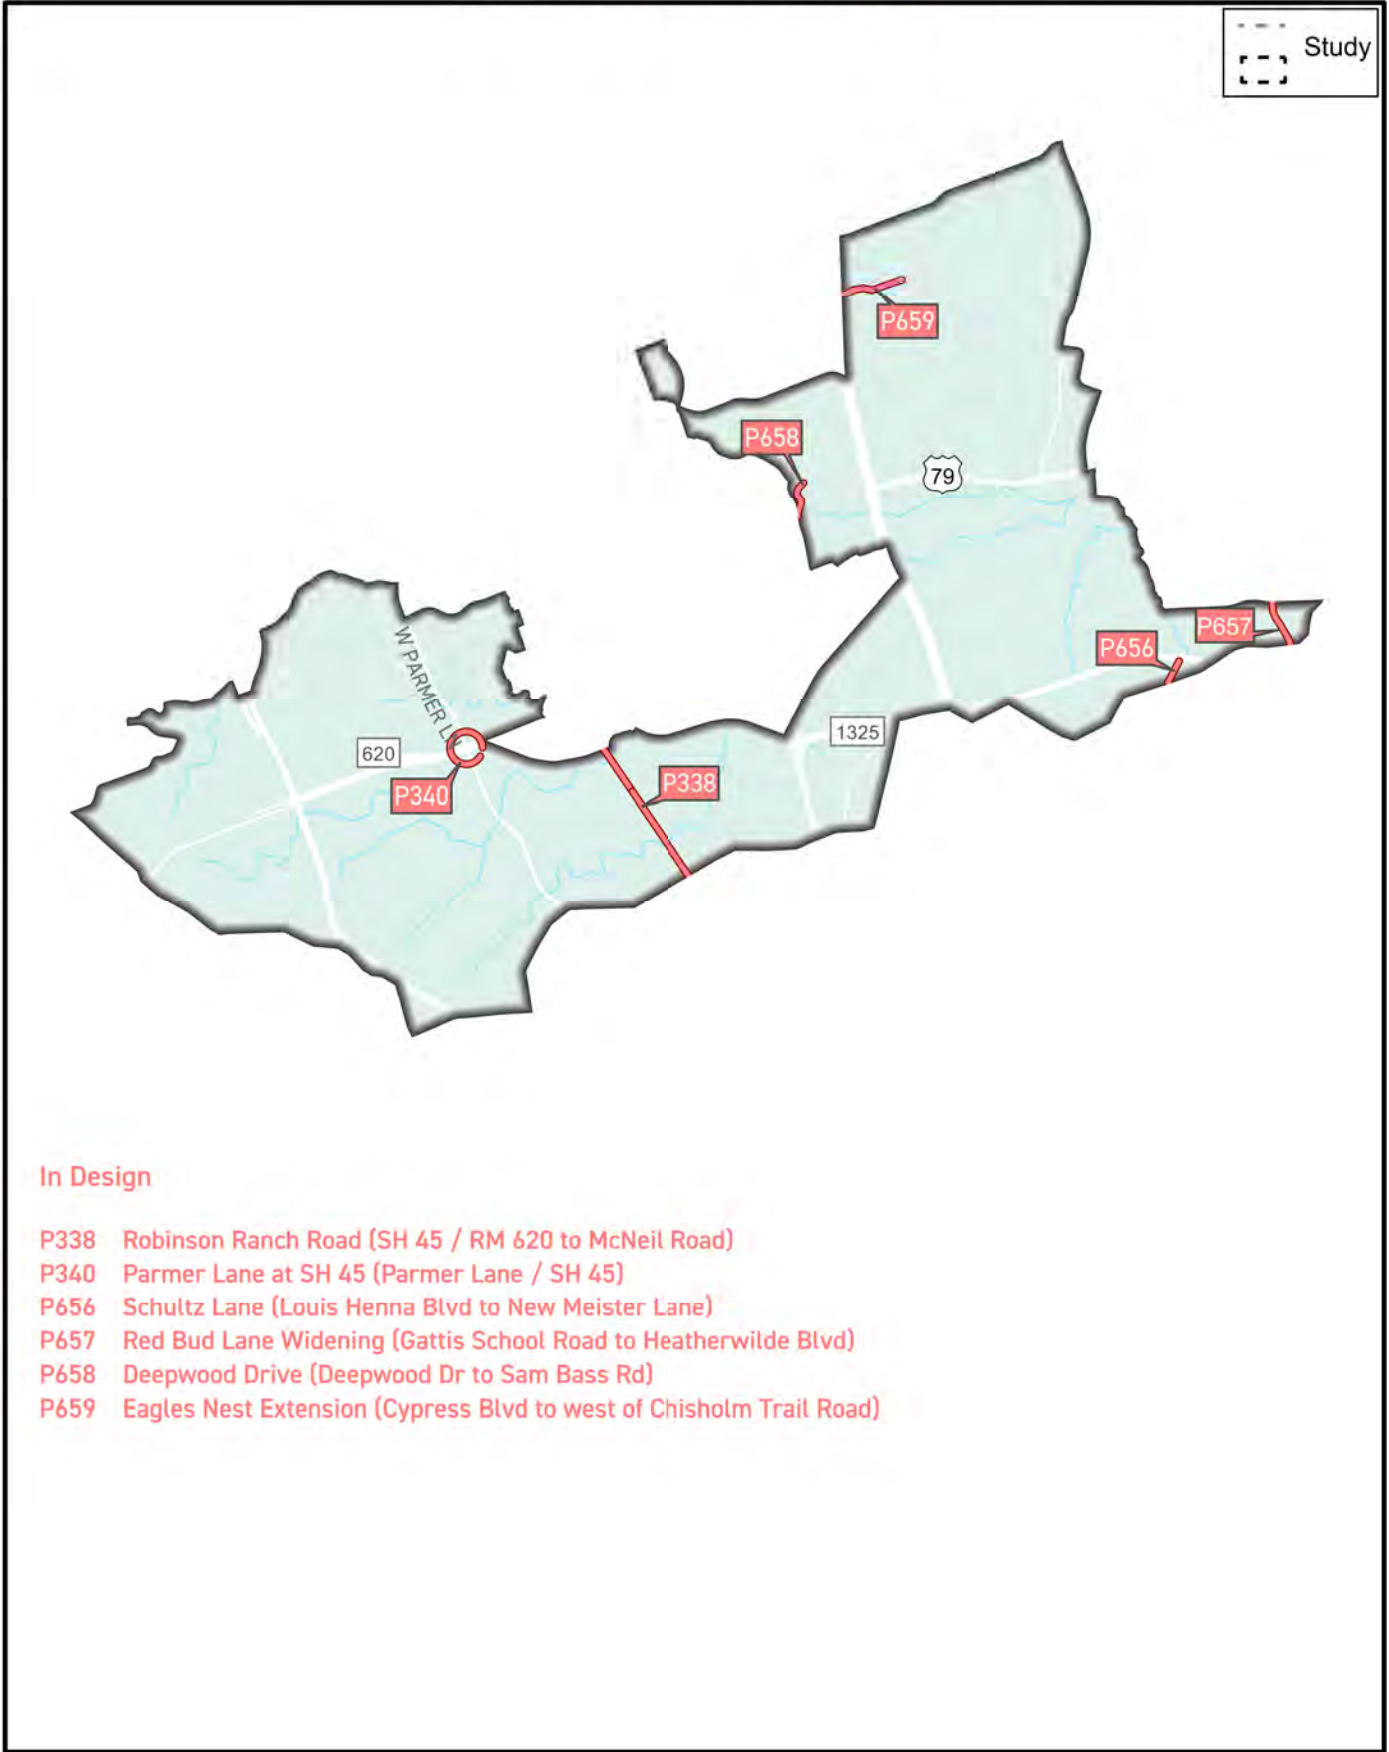 Study
P659
P658
79
P657
P656
W PARMER LN
1325
620
P338
P340
In Design
P338 Robinson Ranch Road (SH 45 / RM 620 to McNeil Road)
P340 Parmer Lane at SH 45 (Parmer Lane / SH 45)
P656 Schultz Lane (Louis Henna Blvd to New Meister Lane)
P657 Red Bud Lane Widening (Gattis School Road to Heatherwilde Blvd)
P658 Deepwood Drive (Deepwood Dr to Sam Bass Rd)
P659 Eagles Nest Extension (Cypress Blvd to west of Chisholm Trail Road)